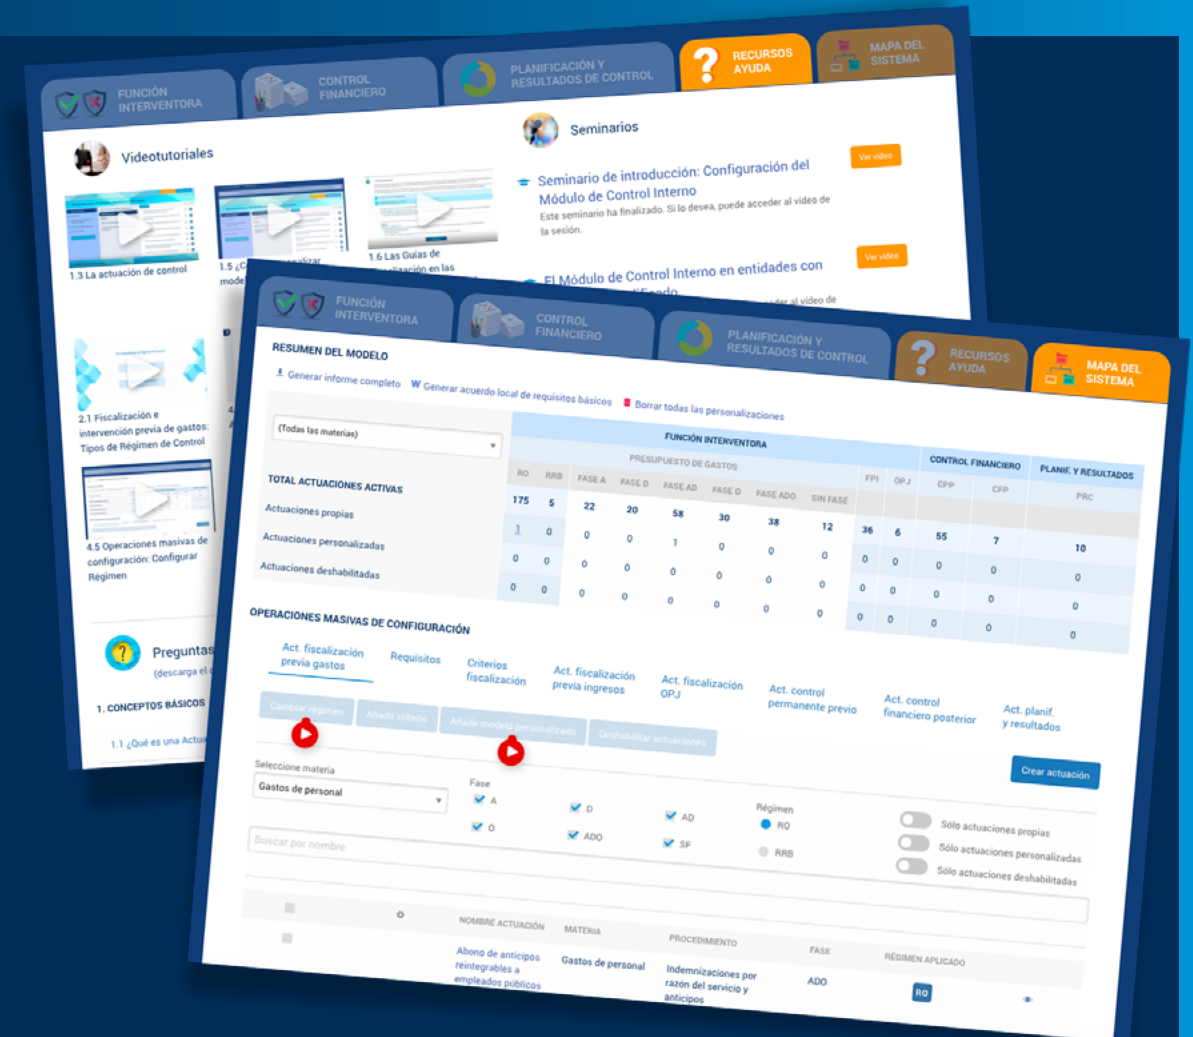 FUNCIÓN
INTERVENTORA
CONTROL
FINANCIERO
PLANIFICACIÓN Y
RESULTADOS DE CONTROL
RECURSOS
AYUDA
MAPA DEL
SISTEMA
Videotutoriales
1.3 La actuación de control
1.6 Las Guías de
2.1 Fiscalización e
intervención previa de gastos:
Tipos de Régimen de Control
4.5 Operaciones masivas de
configuración: Configurar
Régimen
Seminarios
Seminario de introducción: Configuración del
Módulo de Control Interno
Este seminario ha finalizado. Si lo desea, puede acceder al vídeo de
la sesión.
Ver vídeo
El Módulo de Control Interno en entidades con
Ver vídeo
Preguntas
(descarga el
1. CONCEPTOS BÁSICOS
1.1 ¿Qué es una
FUNCIÓN
INTERVENTORA
CONTROL
FINANCIERO
PLANIFICACIÓN Y
RESULTADOS DE CONTROL
RECURSOS
AYUDA
MAPA DEL
SISTEMA
RESUMEN DEL MODELO
Generar informe completo W Generar acuerdo local de requisitos básicos Borrar todas las personalizaciones
(Todas las materias)
FUNCIÓN INTERVENTORA CONTROL FINANCIERO PLANIF. Y RESULTADOS
PRESUPUESTO DE GASTOS FPI OPJ CPP CFP PRC
RO RRB FASE A FASE D FASE AD FASE O FASE ADO SIN FASE
TOTAL ACTUACIONES ACTIVAS 175 5 22 20 58 30 38 12 36 6 55 7 10
Actuaciones propias 1 0 0 0 1 0 0 0 0 0 0 0 0
Actuaciones personalizadas 0 0 0 0 0 0 0 0 0 0 0 0 0
Actuaciones deshabilitadas 0 0 0 0 0 0 0 0 0 0 0 0 0
OPERACIONES MASIVAS DE CONFIGURACIÓN
Act. fiscalización
previa gastos
Requisitos
Criterios
fiscalización
Act. fiscalización
previa ingresos
Act. fiscalización
OPJ
Act. control
permanente previo
Act. control
financiero posterior
Act. planif.
y resultados
Cambiar régimen
Añadir criterio
Añadir modelo personalizado
Deshabilitar actuaciones
Crear actuación
Seleccione materia
Gastos de personal
Fase
A
D
AD
O
ADO
SF
Régimen
RO
RRB
Sólo actuaciones propias
Sólo actuaciones personalizadas
Sólo actuaciones deshabilitadas
Buscar por nombre
NOMBRE ACTUACIÓN MATERIA PROCEDIMIENTO FASE RÉGIMEN APLICADO
Abono de anticipos
reintegrables a
empleados públicos
Gastos de personal
Indemnizaciones por
razón del servicio y
anticipos
ADO
RO